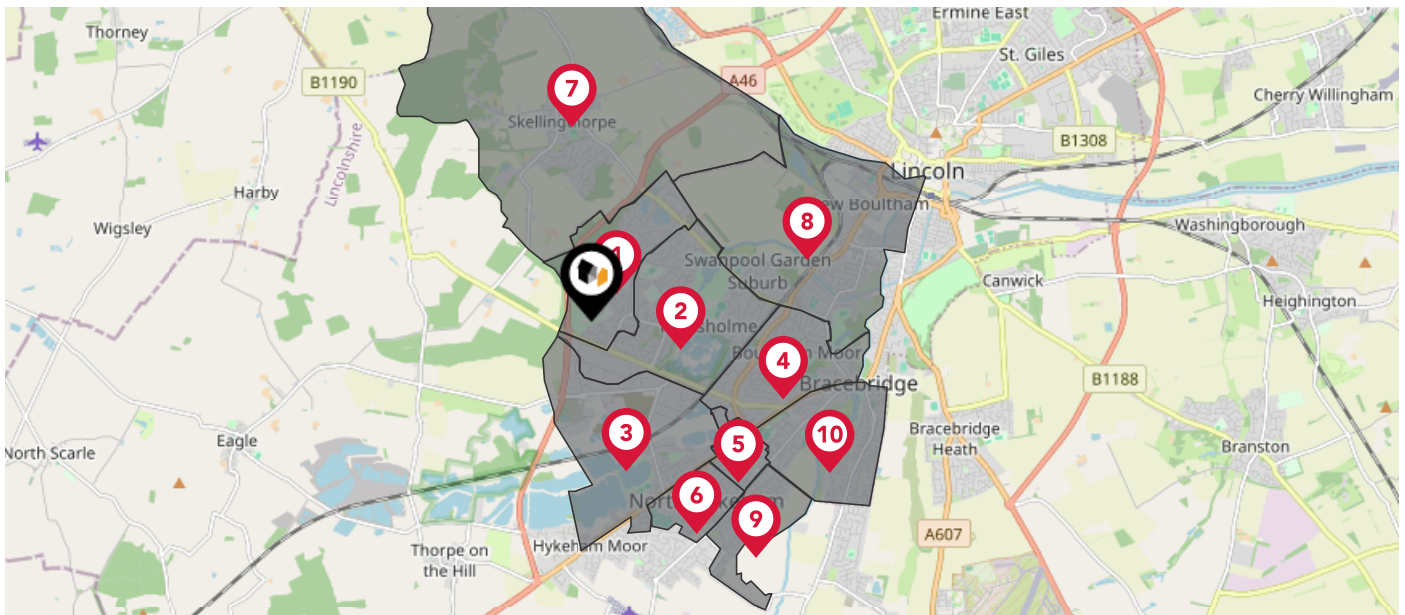 Thorney
Ermine East
St. Giles
B1190
7
A46
Cherry Willingham
Skellingthorpe
B1308
Lincolnshire
Lincoln
Harby
8
Boultham
Wigsley
Washingborough
1
Swanpool Garden
Suburb
Canwick
Heighington
2
4
B1188
Bracebridge
3
5
10
Eagle
Bracebridge
Heath
Branston
North Scarle
6
9
A607
Hykeham Moor
Thorpe on
the Hill